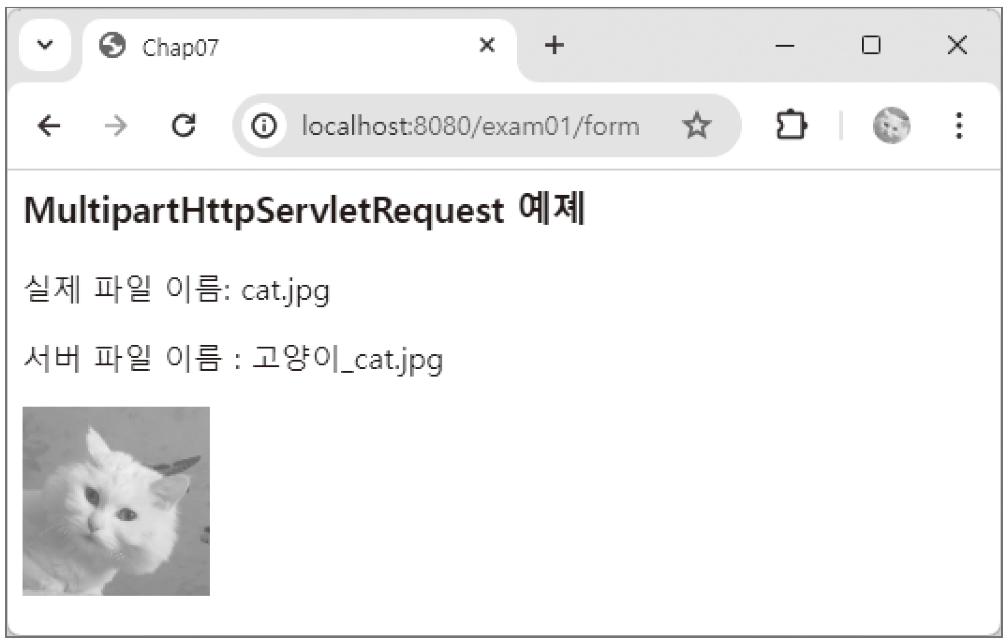 Chap07
localhost:8080/exam01/form
MultipartHttpServletRequest 예제
실제 파일 이름: cat.jpg
서버 파일 이름 : 고양이_cat.jpg